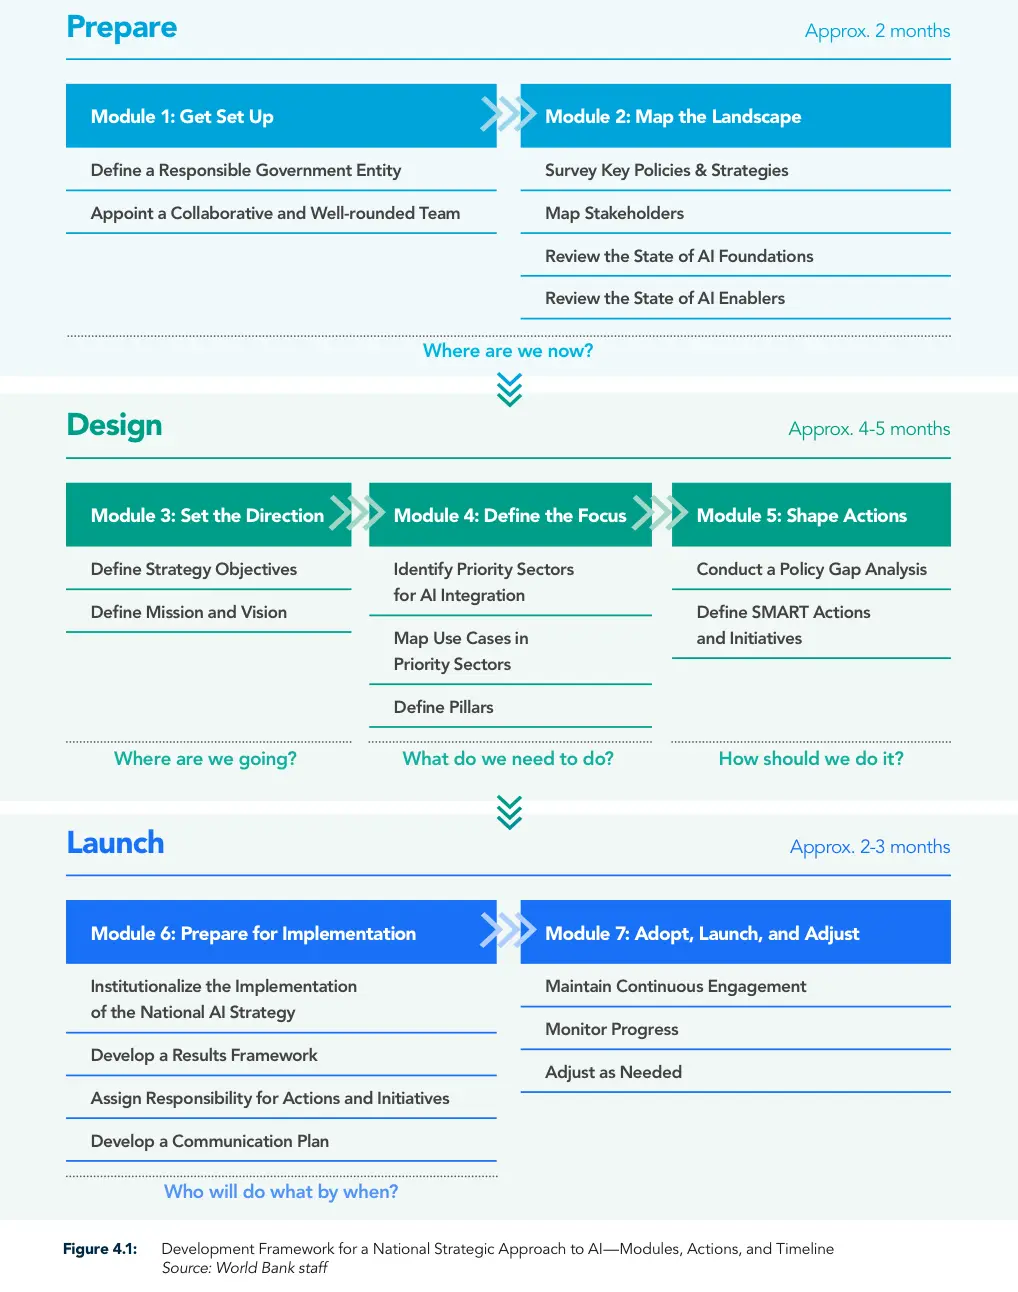 Prepare
Approx. 2 months
Module 1: Get Set Up
Define a Responsible Government Entity
Appoint a Collaborative and Well-rounded Team
Module 2: Map the Landscape
Survey Key Policies & Strategies
Map Stakeholders
Review the State of AI Foundations
Review the State of AI Enablers
Where are we now?
Design
Approx. 4-5 months
Module 3: Set the Direction
Define Strategy Objectives
Define Mission and Vision
Where are we going?
Module 4: Define the Focus
Identify Priority Sectors
for AI Integration
Map Use Cases in
Priority Sectors
Define Pillars
What do we need to do?
Module 5: Shape Actions
Conduct a Policy Gap Analysis
Define SMART Actions
and Initiatives
How should we do it?
Launch
Approx. 2-3 months
Module 6: Prepare for Implementation
Institutionalize the Implementation
of the National AI Strategy
Develop a Results Framework
Assign Responsibility for Actions and Initiatives
Develop a Communication Plan
Who will do what by when?
Module 7: Adopt, Launch, and Adjust
Maintain Continuous Engagement
Monitor Progress
Adjust as Needed
Figure 4.1: Development Framework for a National Strategic Approach to AI—Modules, Actions, and Timeline
Source: World Bank staff